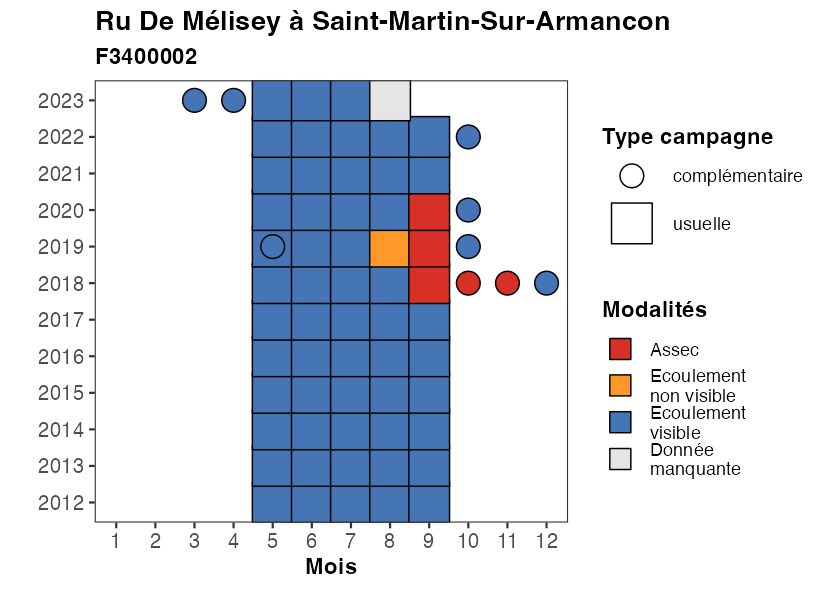 Ru De Mélisey à Saint-Martin-Sur-Armancon
F3400002
2023
2022
2021
2020
2019
2018
2017
2016
2015
2014
2013
2012
1 2 3 4 5 6 7 8 9 10 11 12
Mois
Type campagne
complémentaire
usuelle
Modalités
Assec
Ecoulement
non visible
Ecoulement
visible
Donnée
manquante